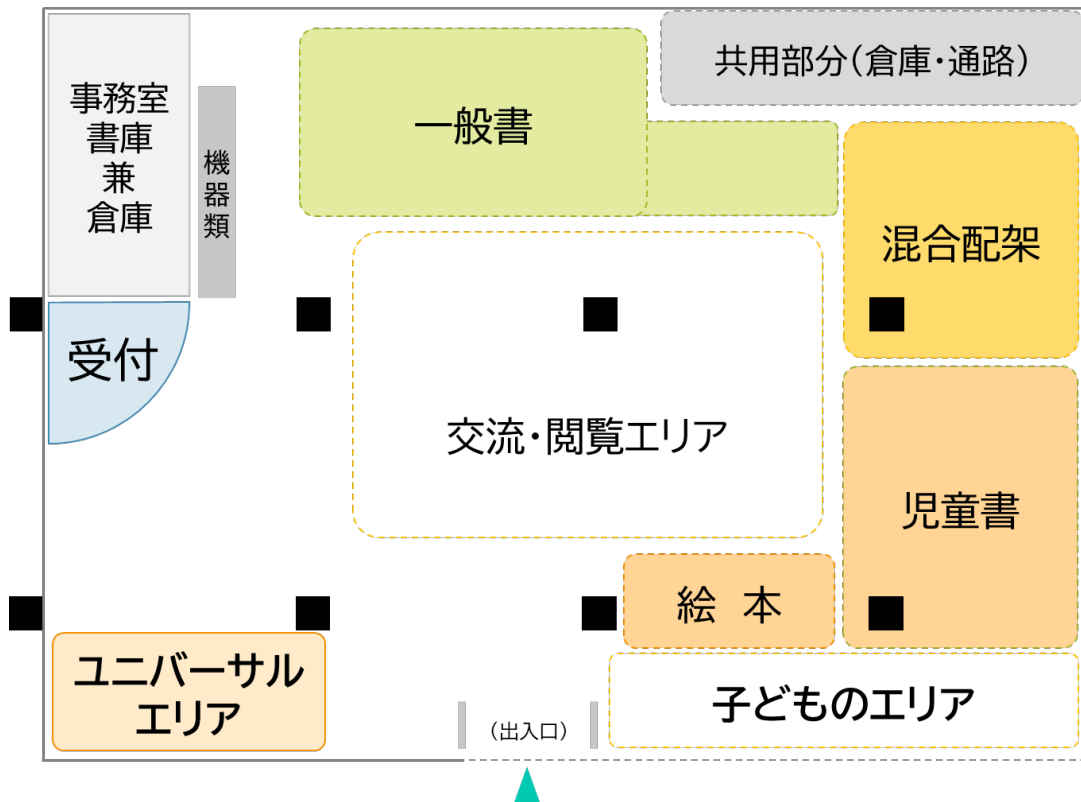 事務室
書庫
兼
倉庫
機
器
類
一般書
共用部分(倉庫・通路)
混合配架
受付
交流・閲覧エリア
児童書
絵 本
ユニバーサル
エリア
子どものエリア
(出入口)